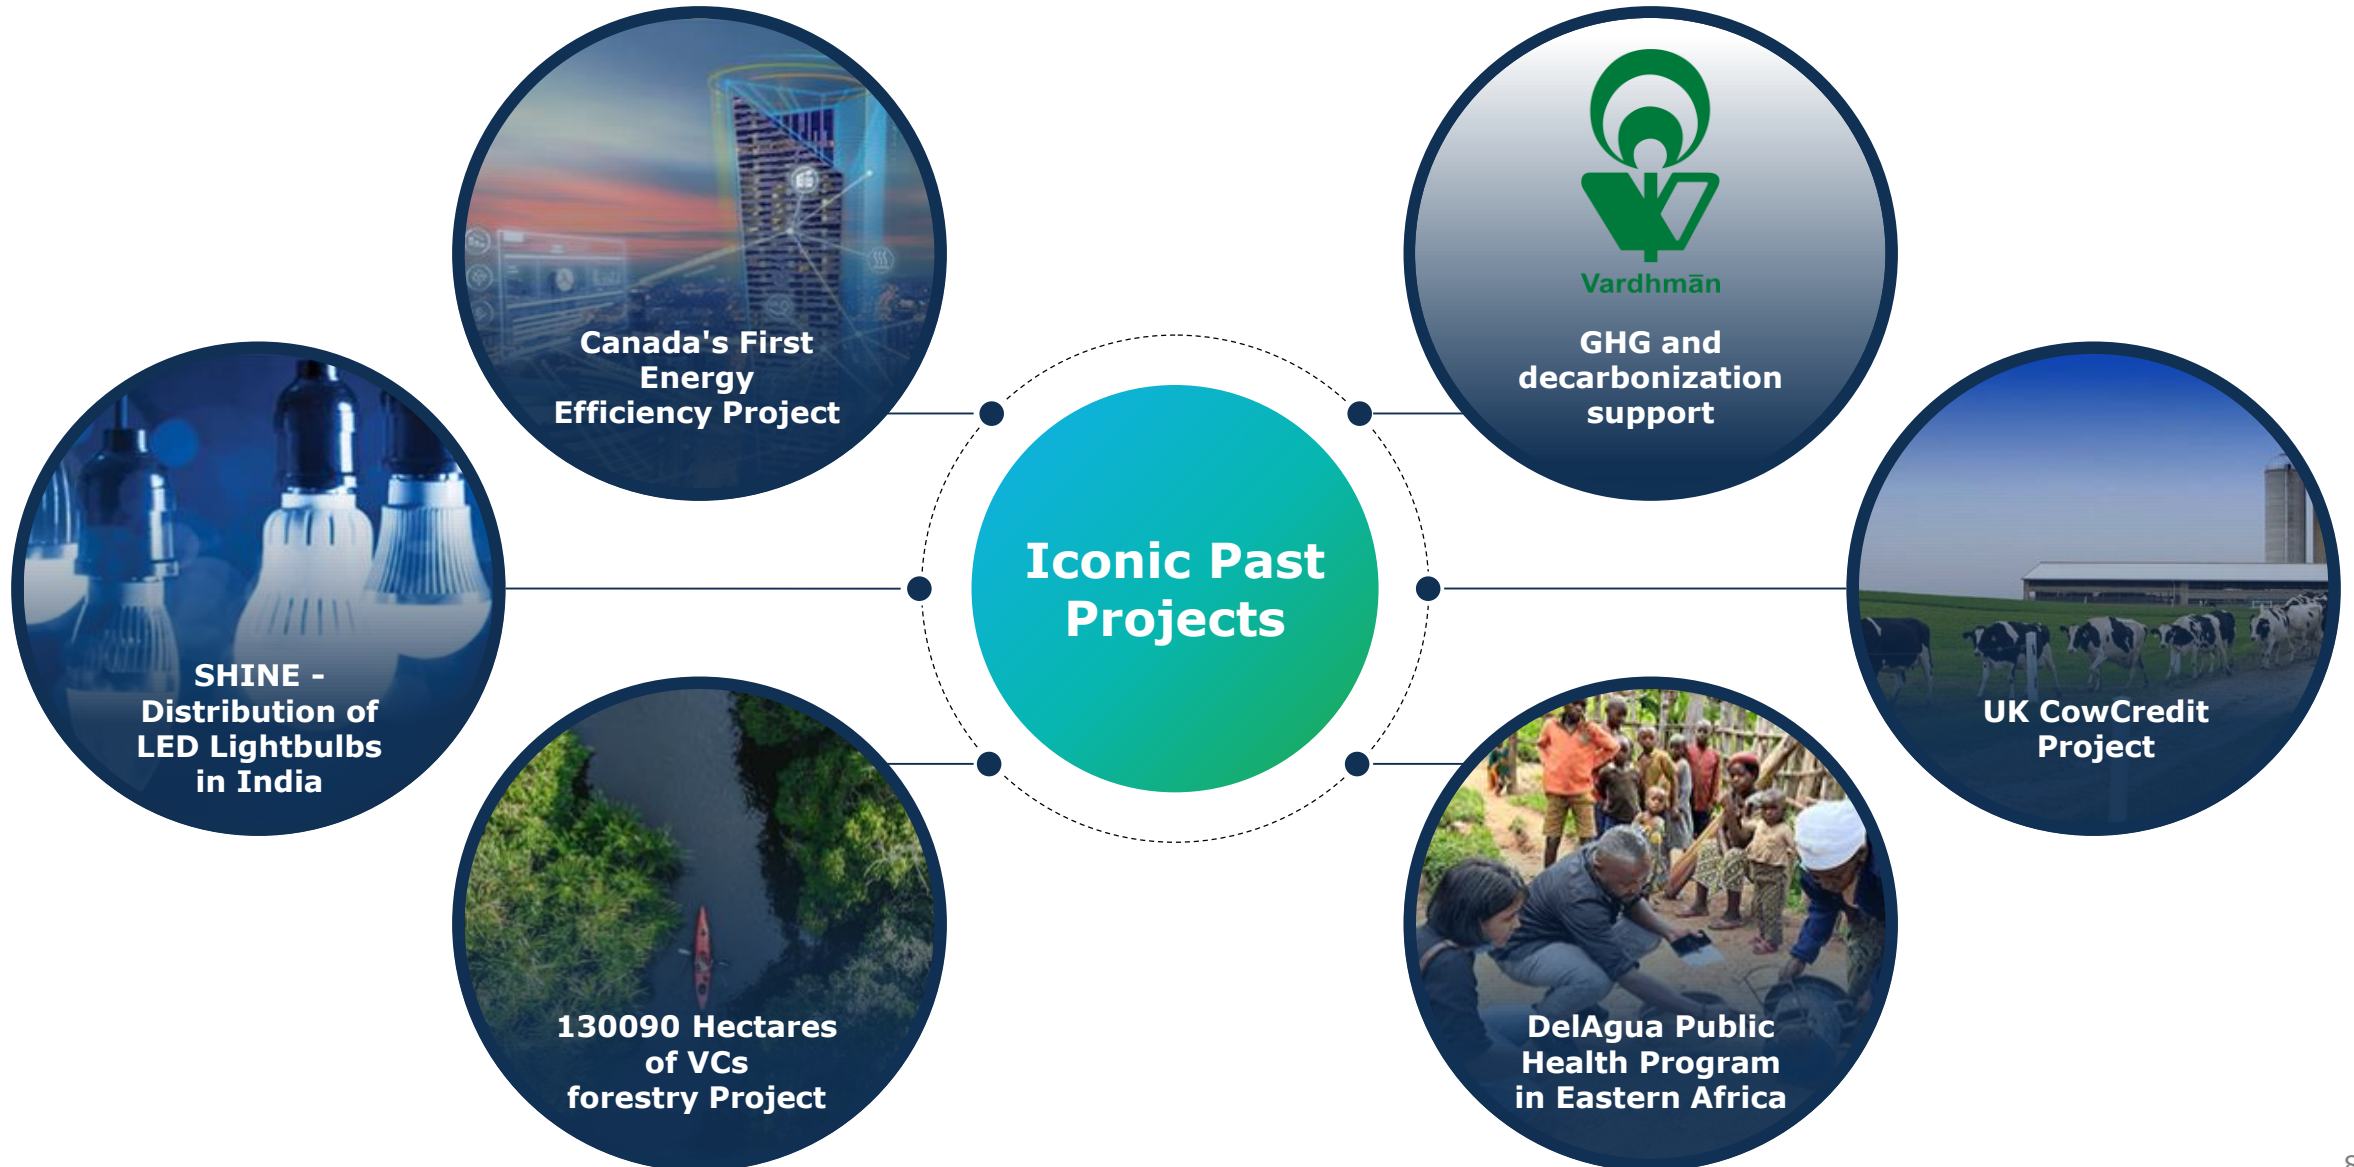 Canada's First
Energy
Efficiency Project
Vardhmān
GHG and
decarbonization
support
SHINE -
Distribution of
LED Lightbulbs
in India
Iconic Past
Projects
UK CowCredit
Project
130090 Hectares
of VCs
forestry Project
DelAgua Public
Health Program
in Eastern Africa